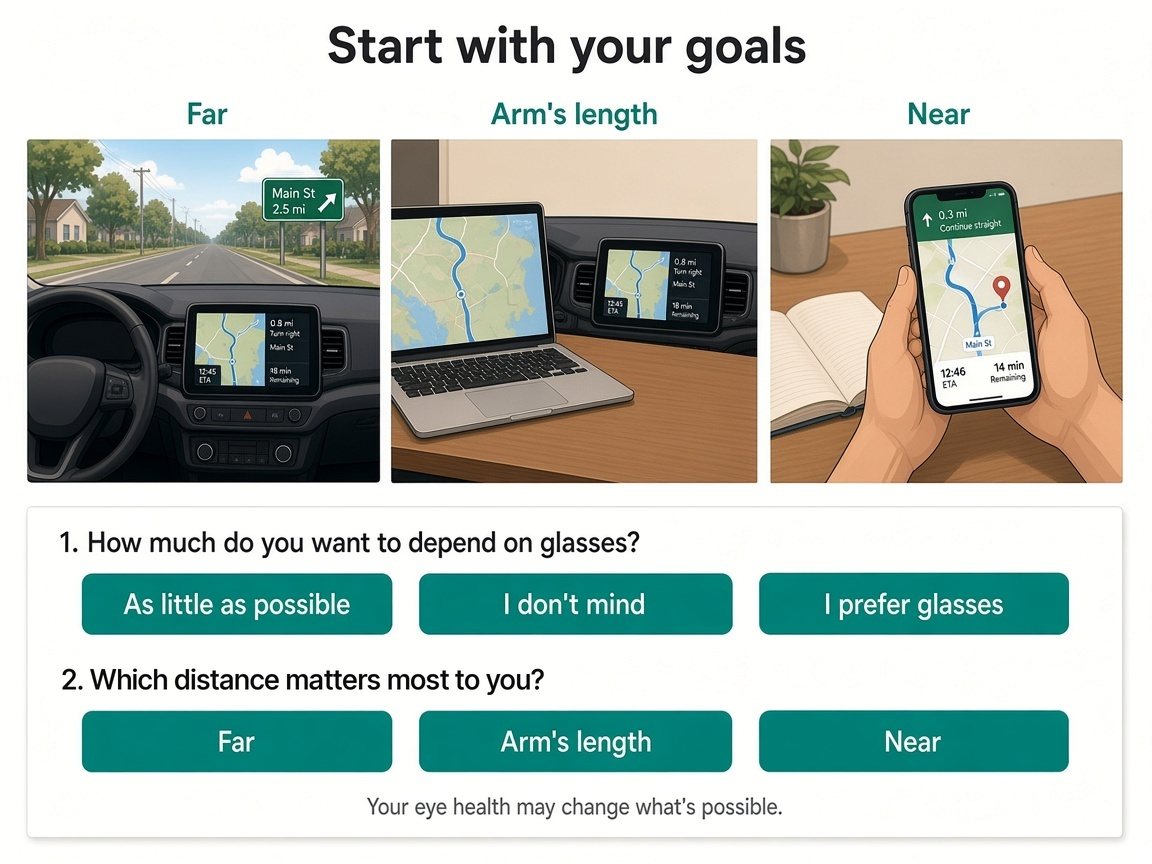 Start with your goals
Far
Arm's length
Near
Main St
2.5 mi
0.8 mi
Turn right
Main St
12:45
ETA
18 min
Remaining
0.8 mi
Turn right
Main St
12:45
ETA
18 min
Remaining
0.3 mi
Continue straight
Main St
12:46
ETA
14 min
Remaining
1. How much do you want to depend on glasses?
As little as possible
I don't mind
I prefer glasses
2. Which distance matters most to you?
Far
Arm's length
Near
Your eye health may change what's possible.